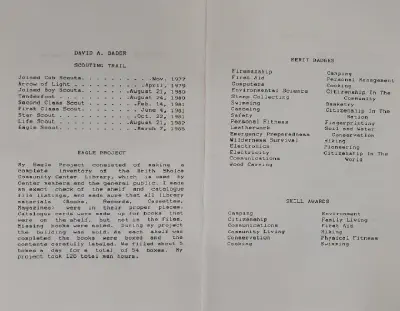 DAVID A. BADER
SCOUTING TRAIL
Joined Cub Scouts. . . . . . . . . . . Nov. 1977
Arrow of Light. . . . . . . . . . . . April, 1979
Joined Boy Scouts. . . . . . . . . August 21, 1980
Tenderfoot . . . . . . . . . . . . August 24, 1980
Second Class Scout . . . . . . . . . Feb. 14, 1981
First Class Scout. . . . . . . . . . June 4, 1981
Star Scout . . . . . . . . . . . . . Oct. 22, 1981
Life Scout . . . . . . . . . . . . August 21, 1982
Eagle Scout. . . . . . . . . . . . . March 7, 1985
EAGLE PROJECT
My Eagle Project consisted of making a
complete inventory of the Brith Sholom
Community Center Library, which is used by
Center members and the general public. I made
an exact check of the shelf and catalogue
file listings, and made sure that all library
materials (Books, Records, Cassettes,
Magazines) were in their proper places.
Catalogue cards were made up for books that
were on the shelf, but not in the files.
Missing books were noted. During my project
the building was sold. As each shelf was
completed the books were boxed and the
contents carefully labeled. We filled about 5
boxes a day for a total of 54 boxes. My
project took 120 total man hours.
MERIT BADGES
Firemanship
First Aid
Computers
Environmental Science
Stamp Collecting
Swimming
Canoeing
Safety
Personal Fitness
Leatherwork
Emergency Preparedness
Wilderness Survival
Electronics
Electricity
Communications
Wood Carving
Camping
Personal Management
Cooking
Citizenship In The
Community
Basketry
Citizenship In The
Nation
Fingerprinting
Soil and Water
Conservation
Hiking
Pioneering
Citizenship In The
World
SKILL AWARDS
Camping
Citizenship
Communications
Community Living
Conservation
Cooking
Environment
Family Living
First Aid
Hiking
Physical Fitness
Swimming